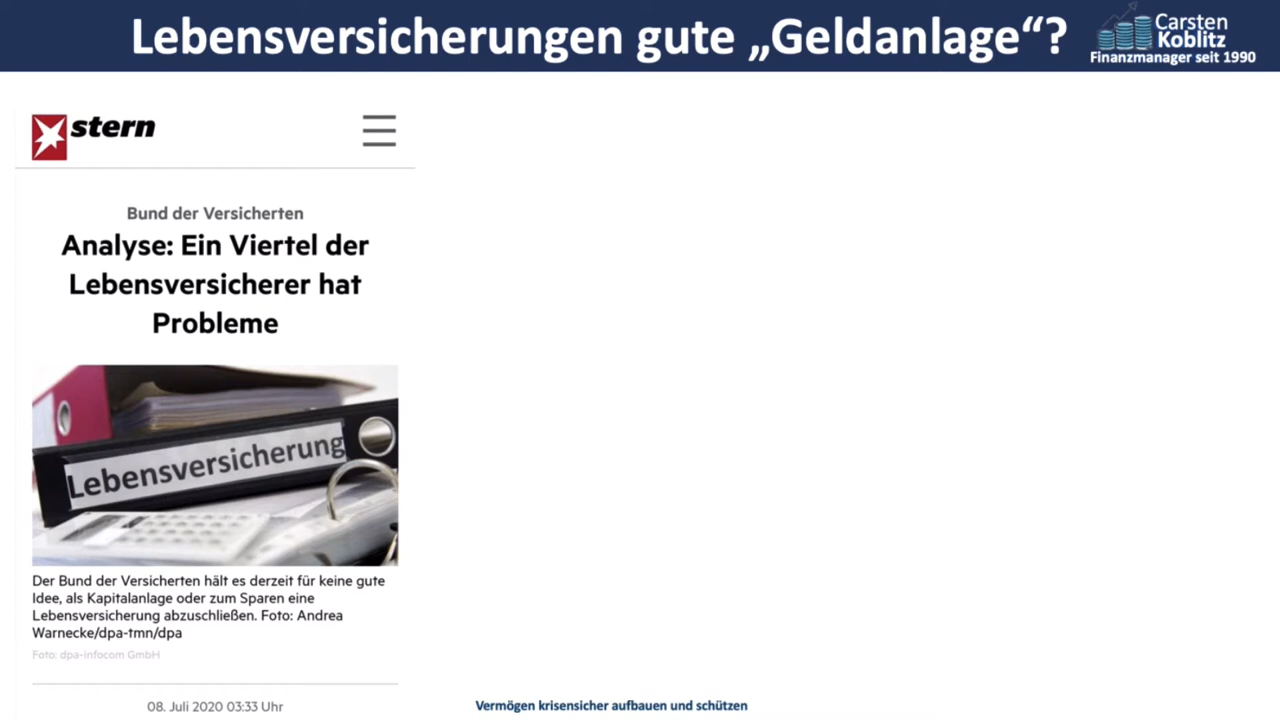 Lebensversicherungen gute „Geldanlage“?
Carsten
Koblitz
Finanzmanager seit 1990
stern
Bund der Versicherten
Analyse: Ein Viertel der
Lebensversicherer hat
Probleme
Lebensversicherung
Der Bund der Versicherten hält es derzeit für keine gute
Idee, als Kapitalanlage oder zum Sparen eine
Lebensversicherung abzuschließen. Foto: Andrea
Warnecke/dpa-tmn/dpa
Foto: dpa-infocom GmbH
08. Juli 2020 03:33 Uhr
Vermögen krisensicher aufbauen und schützen